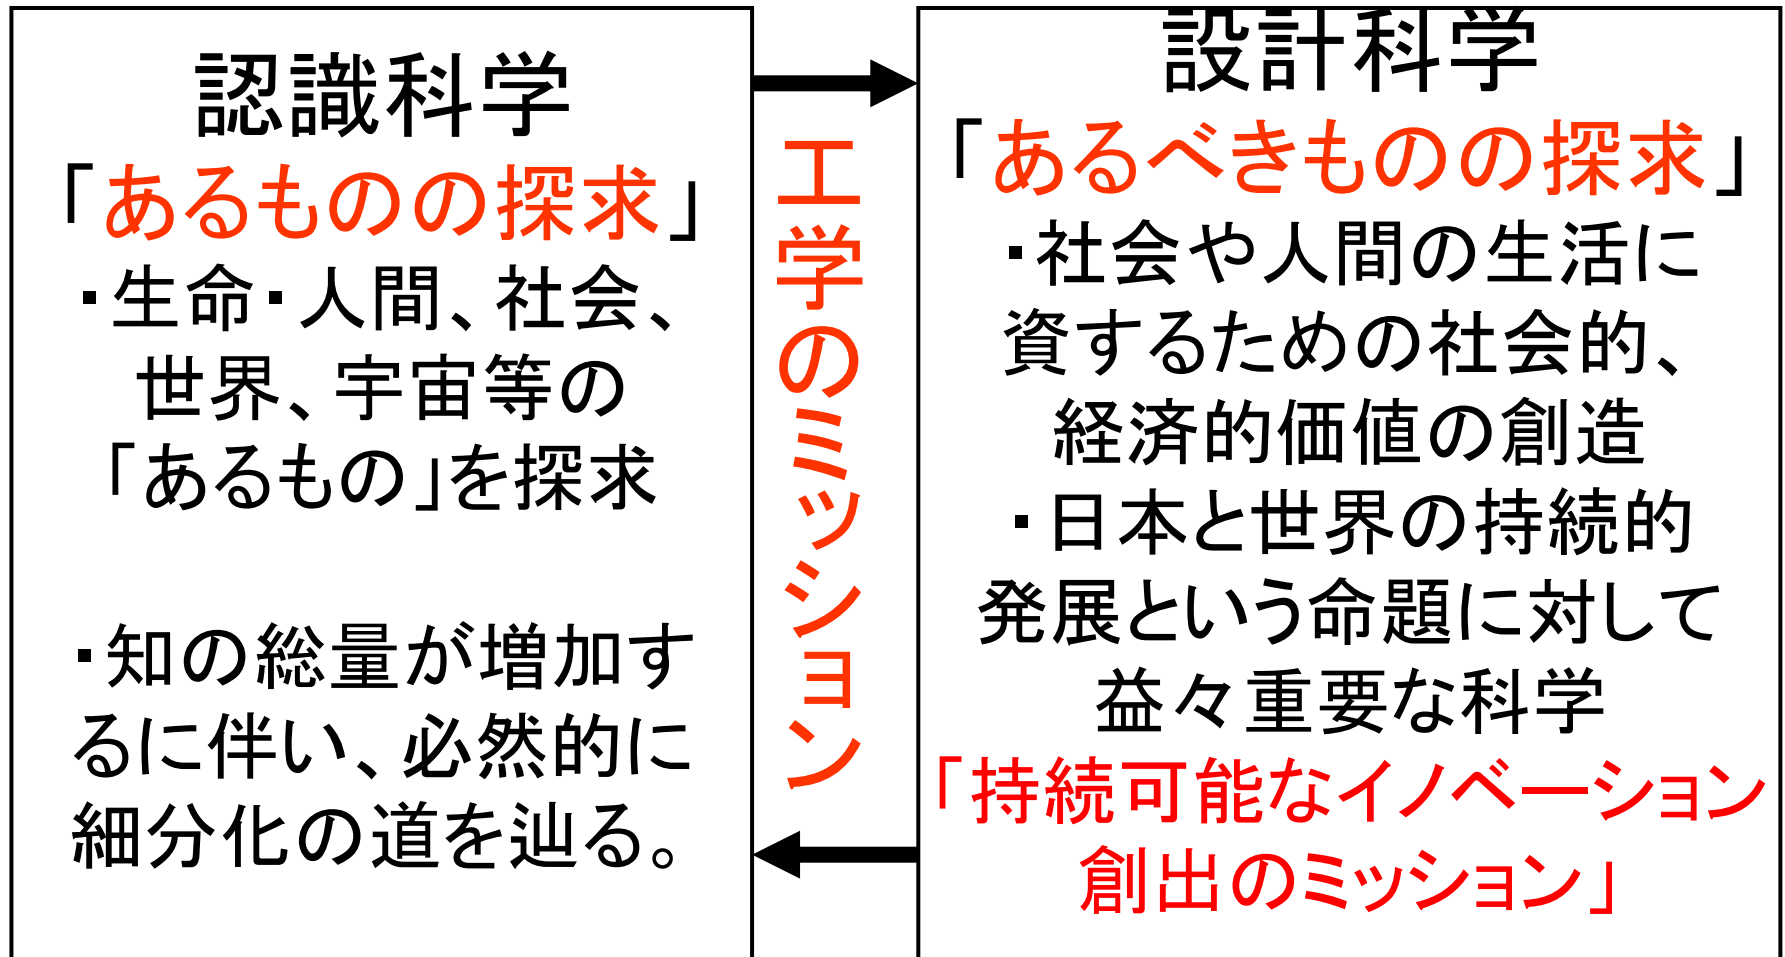 認識科学
「あるものの探求」
・生命・人間、社会、
世界、宇宙等の
「あるもの」を探求
・知の総量が増加す
るに伴い、必然的に
細分化の道を辿る。
工学のミッション
設計科学
「あるべきものの探求」
・社会や人間の生活に
資するための社会的、
経済的価値の創造
・日本と世界の持続的
発展という命題に対して
益々重要な科学
「持続可能なイノベーション
創出のミッション」